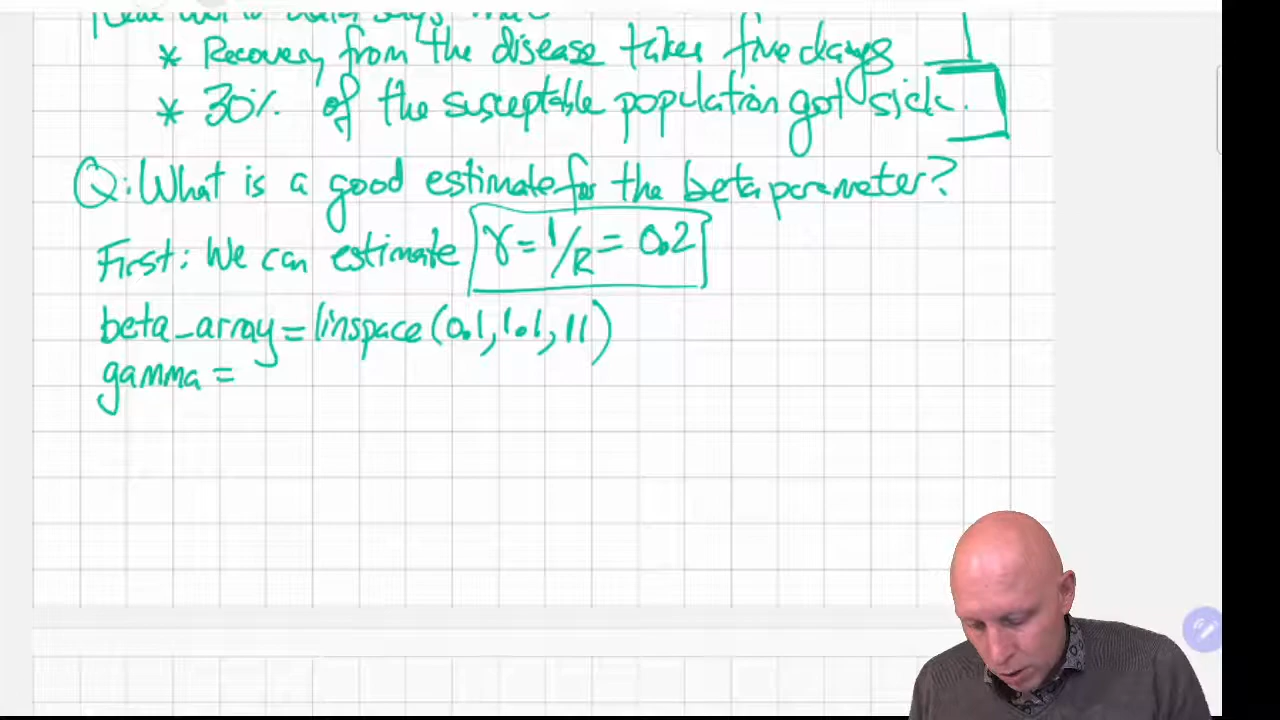 * Recovery from the disease takes five days
* 30% of the susceptable population got sick.
Q: What is a good estimate for the beta parameter?
First: We can estimate γ = 1/R = 0.2
beta_array = linspace(0.1, 1.1, 11)
gamma =